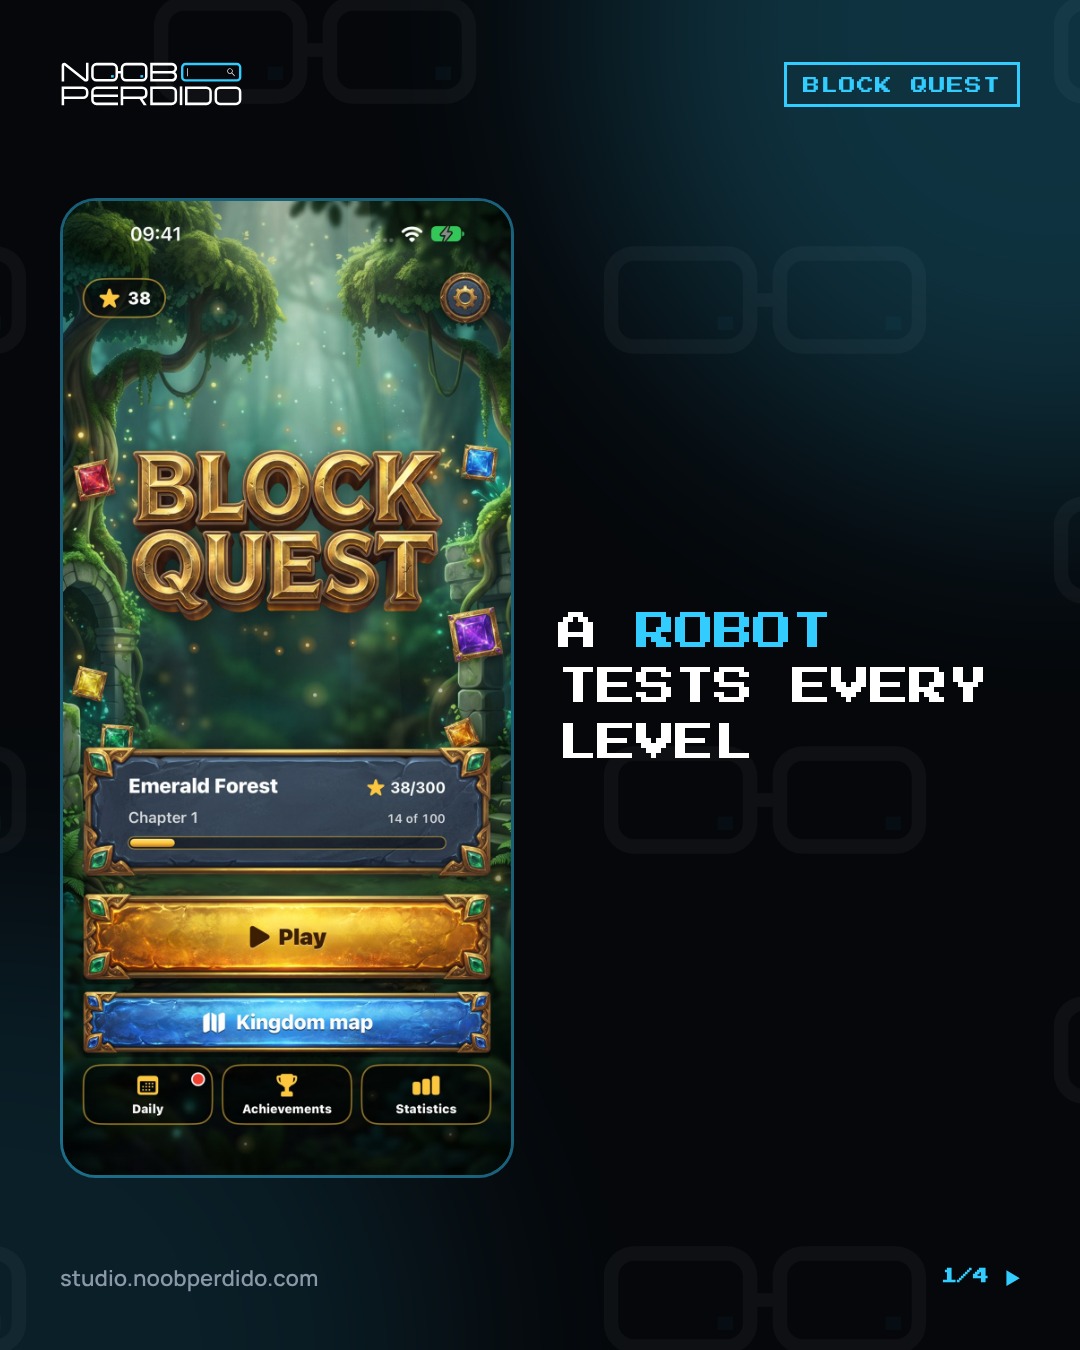 NOOB
PERDIDO
BLOCK QUEST
09:41
38
BLOCK
QUEST
A ROBOT
TESTS EVERY
LEVEL
Emerald Forest
38/300
Chapter 1
14 of 100
Play
Kingdom map
Daily
Achievements
Statistics
studio.noobperdido.com
1/4